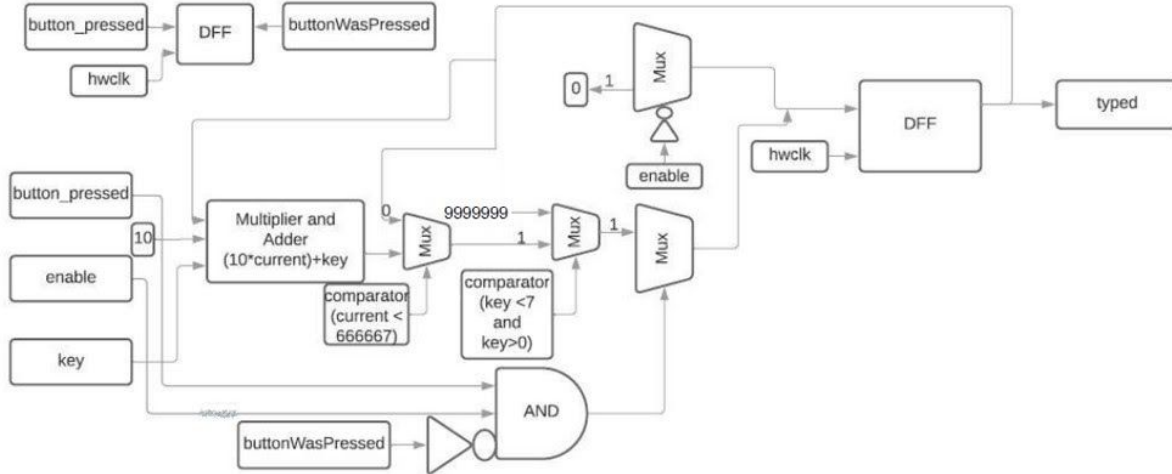 button_pressed
DFF
buttonWasPressed
hwclk
Mux
0
1
DFF
typed
hwclk
enable
button_pressed
10
Multiplier and
Adder
(10*current)+key
0
Mux
9999999
1
Mux
1
Mux
enable
comparator
(current <
666667)
comparator
(key <7
and
key>0)
key
AND
buttonWasPressed